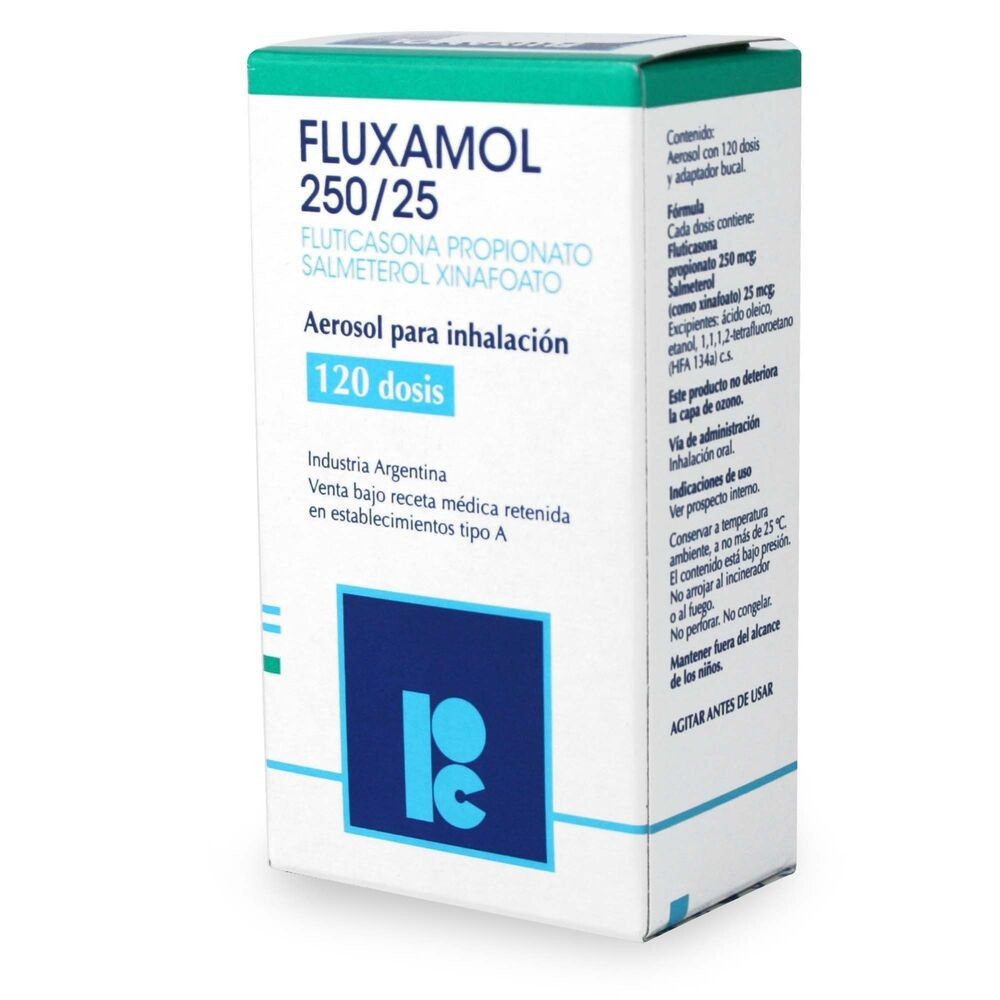 FLUXAMOL
250/25
FLUTICASONA PROPIONATO
SALMETEROL XINAFOATO
Aerosol para inhalación
120 dosis
Industria Argentina
Venta bajo receta médica retenida
en establecimientos tipo A
Contenido:
Aerosol con 120 dosis
y adaptador bucal.
Fórmula
Cada dosis contiene:
Fluticasona
propionato 250 mcg;
Salmeterol
(como xinafoato) 25 mcg;
Excipientes: ácido oleico,
etanol, 1,1,1,2-tetrafluoroetano
(HFA 134a) c.s.
Este producto no deteriora
la capa de ozono.
Vía de administración
Inhalación oral.
Indicaciones de uso
Ver prospecto interno.
Conservar a temperatura
ambiente, a no más de 25 ºC.
El contenido está bajo presión.
No arrojar al incinerador
o al fuego.
No perforar. No congelar.
Mantener fuera del alcance
de los niños.
AGITAR ANTES DE USAR